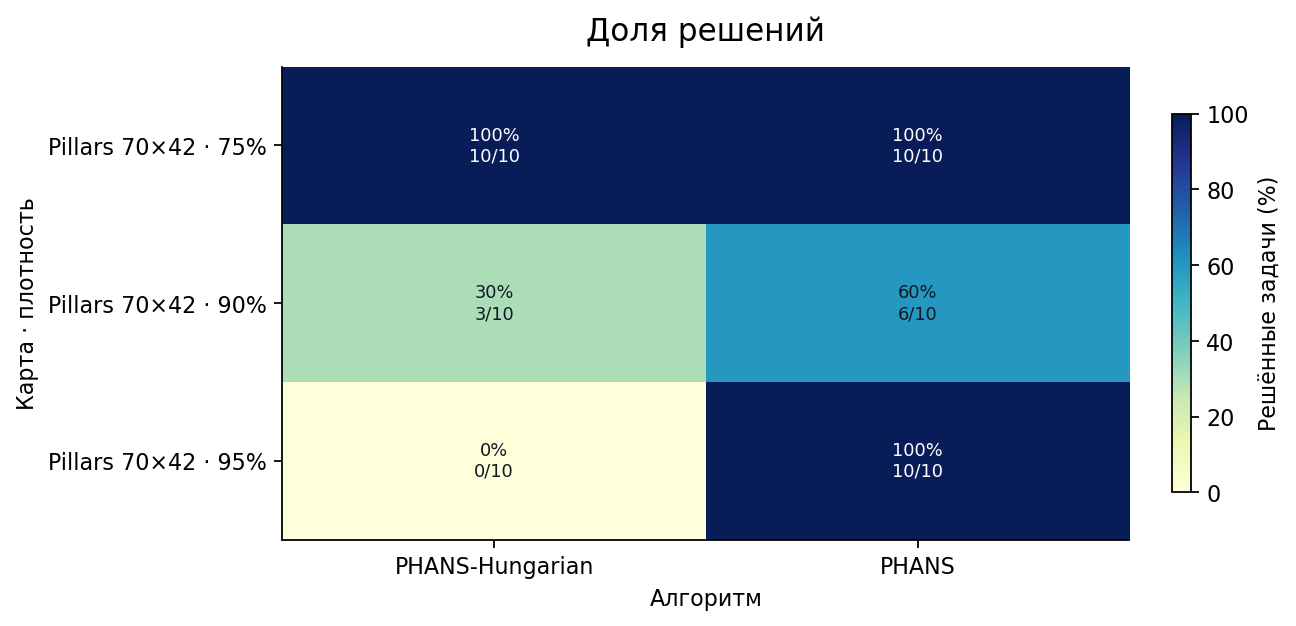 Доля решений
Карта · плотность
Pillars 70×42 · 75%
100%
10/10
100%
10/10
Pillars 70×42 · 90%
30%
3/10
60%
6/10
Pillars 70×42 · 95%
0%
0/10
100%
10/10
PHANS-Hungarian
PHANS
Алгоритм
100
80
60
40
20
0
Решённые задачи (%)